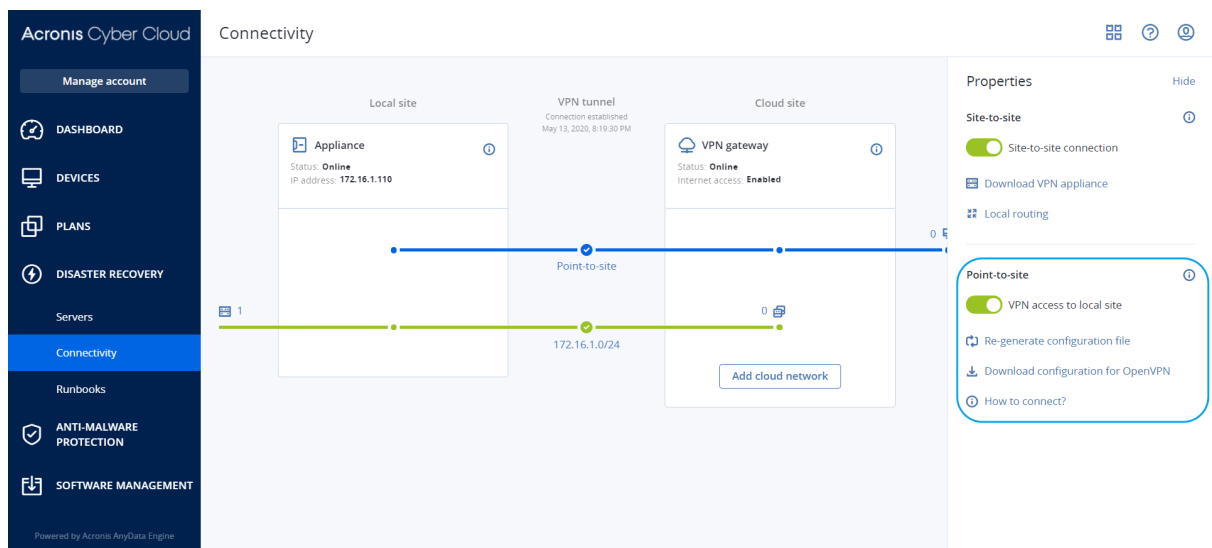 Acronis Cyber Cloud
Manage account
DASHBOARD
DEVICES
PLANS
DISASTER RECOVERY
Servers
Connectivity
Runbooks
ANTI-MALWARE
PROTECTION
SOFTWARE MANAGEMENT
Powered by Acronis AnyData Engine
Connectivity
Local site
VPN tunnel
Connection established
May 13, 2020, 8:19:30 PM
Cloud site
Appliance
Status: Online
IP address: 172.16.1.110
VPN gateway
Status: Online
Internet access: Enabled
0
Point-to-site
1
0
172.16.1.0/24
Add cloud network
Properties
Hide
Site-to-site
Site-to-site connection
Download VPN appliance
Local routing
Point-to-site
VPN access to local site
Re-generate configuration file
Download configuration for OpenVPN
How to connect?